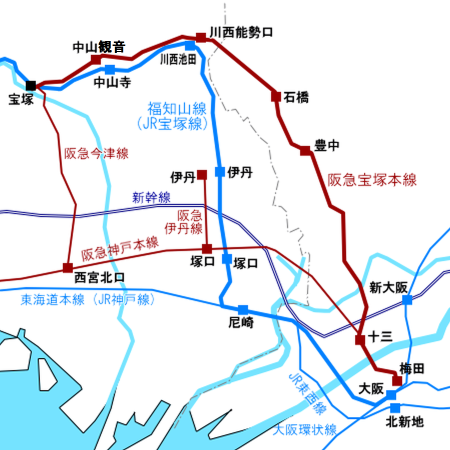 川西能勢口
中山観音
川西池田
中山寺
宝塚
石橋
福知山線
(JR宝塚線)
豊中
阪急今津線
伊丹
伊丹
阪急宝塚本線
新幹線
阪急
伊丹線
阪急神戸本線
塚口
塚口
西宮北口
新大阪
東海道本線(JR神戸線)
尼崎
十三
梅田
JR東西線
大阪
北新地
大阪環状線